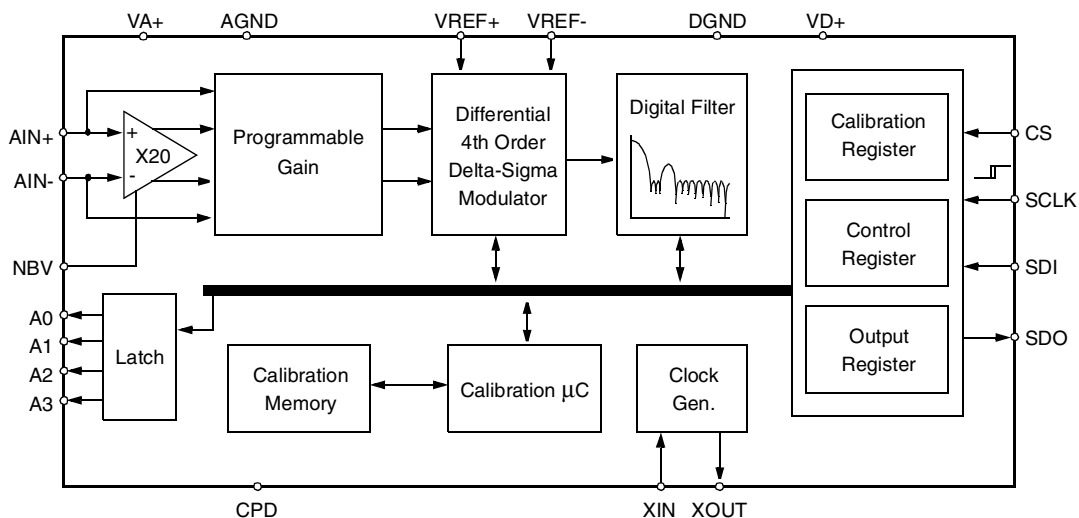 VA+ AGND VREF+ VREF- DGND VD+
AIN+
AIN-
NBV
A0
A1
A2
A3
+
X20
-
Programmable
Gain
Differential
4th Order
Delta-Sigma
Modulator
Digital Filter
Calibration
Register
Control
Register
Output
Register
CS
SCLK
SDI
SDO
Latch
Calibration
Memory
Calibration μC
Clock
Gen.
CPD XIN XOUT